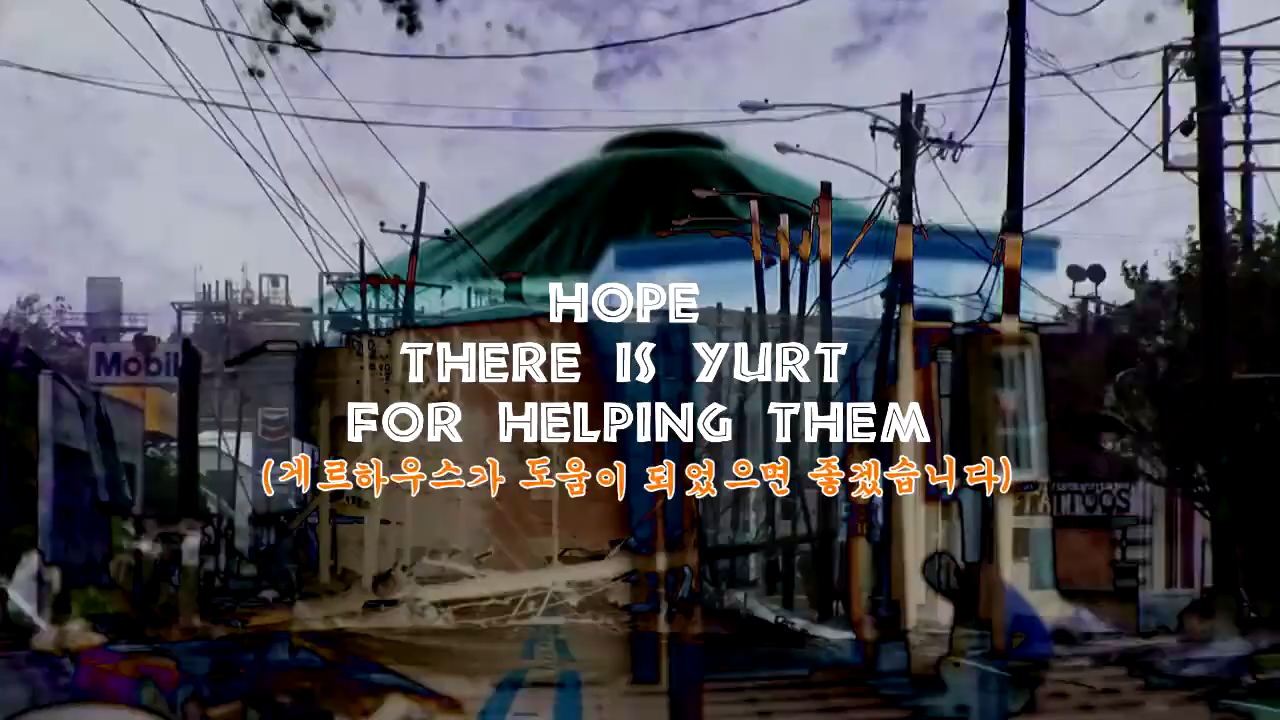 HOPE
THERE IS YURT
FOR HELPING THEM
(게르하우스가 도움이 되었으면 좋겠습니다)
Mobil
TATTOOS